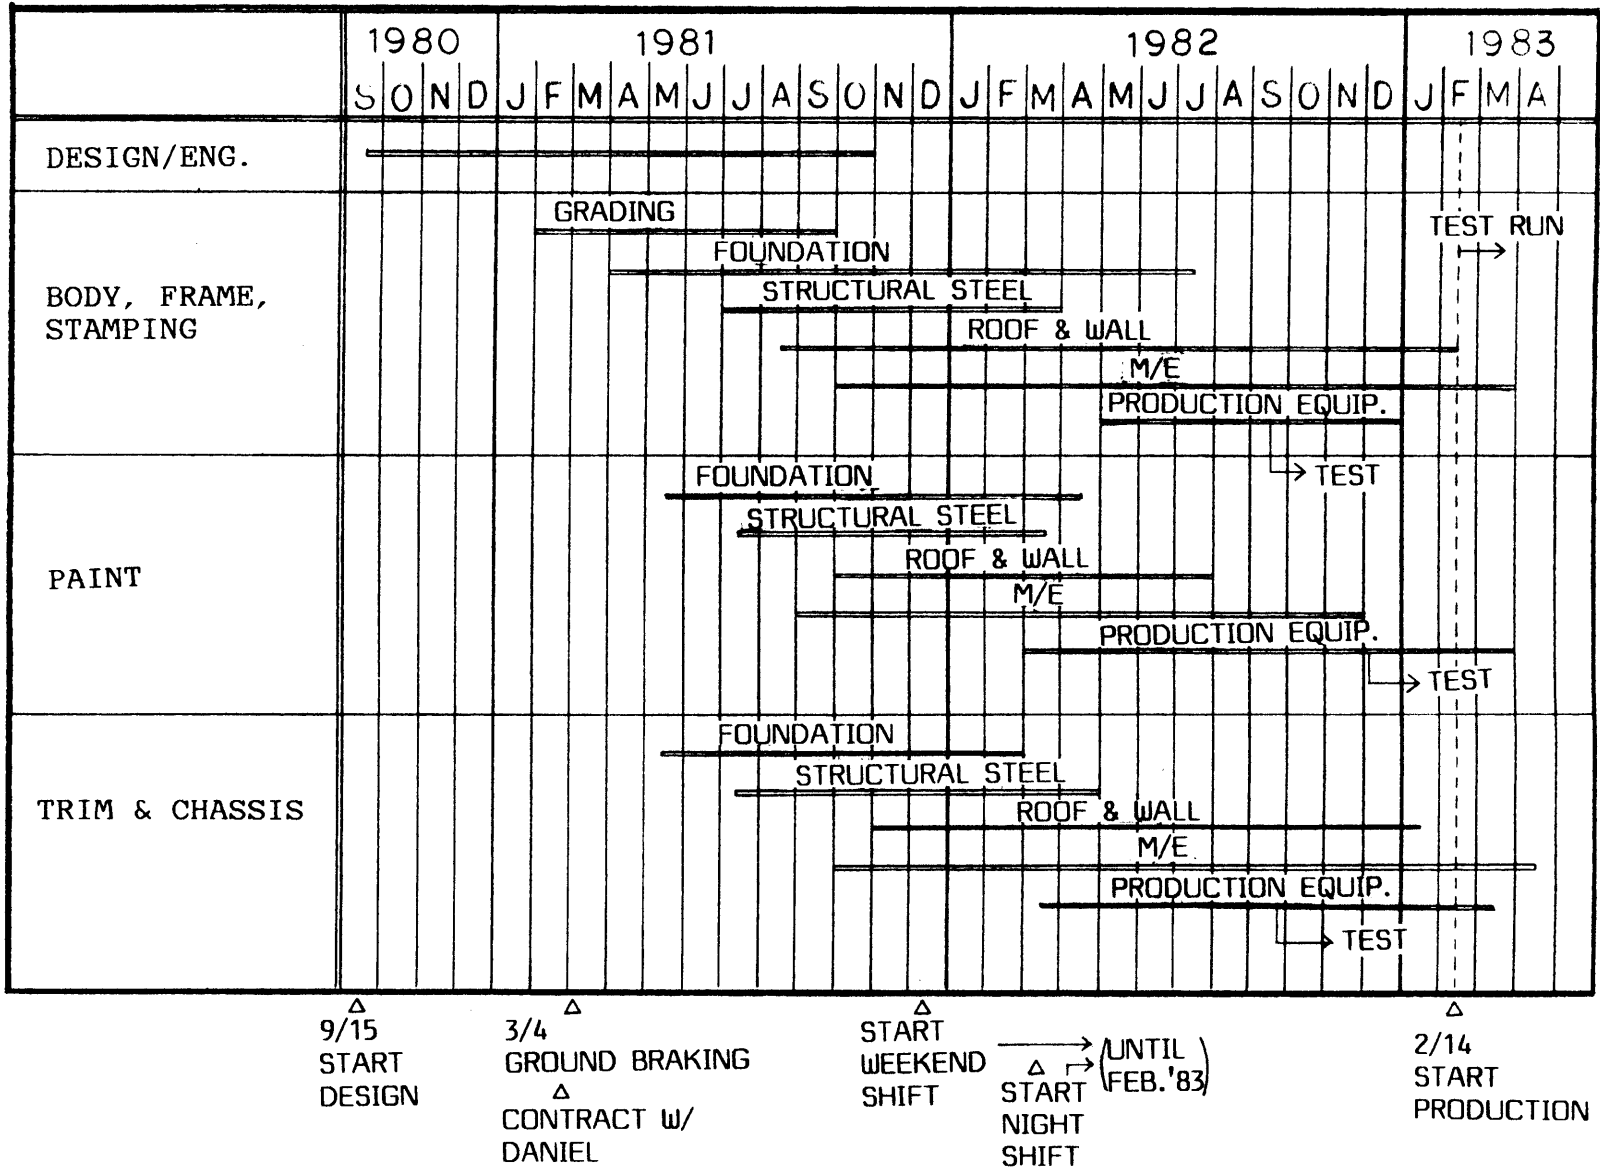 1980 1981 1982 1983
S O N D J F M A M J J A S O N D J F M A M J J A S O N D J F M A
DESIGN/ENG.
GRADING
TEST RUN
FOUNDATION
BODY, FRAME,
STAMPING
STRUCTURAL STEEL
ROOF & WALL
M/E
PRODUCTION EQUIP.
TEST
PAINT
FOUNDATION
STRUCTURAL STEEL
ROOF & WALL
M/E
PRODUCTION EQUIP.
TEST
TRIM & CHASSIS
FOUNDATION
STRUCTURAL STEEL
ROOF & WALL
M/E
PRODUCTION EQUIP.
TEST
9/15
START
DESIGN
3/4
GROUND BRAKING
CONTRACT W/
DANIEL
START
WEEKEND
SHIFT
START
NIGHT
SHIFT
(UNTIL
FEB.'83)
2/14
START
PRODUCTION